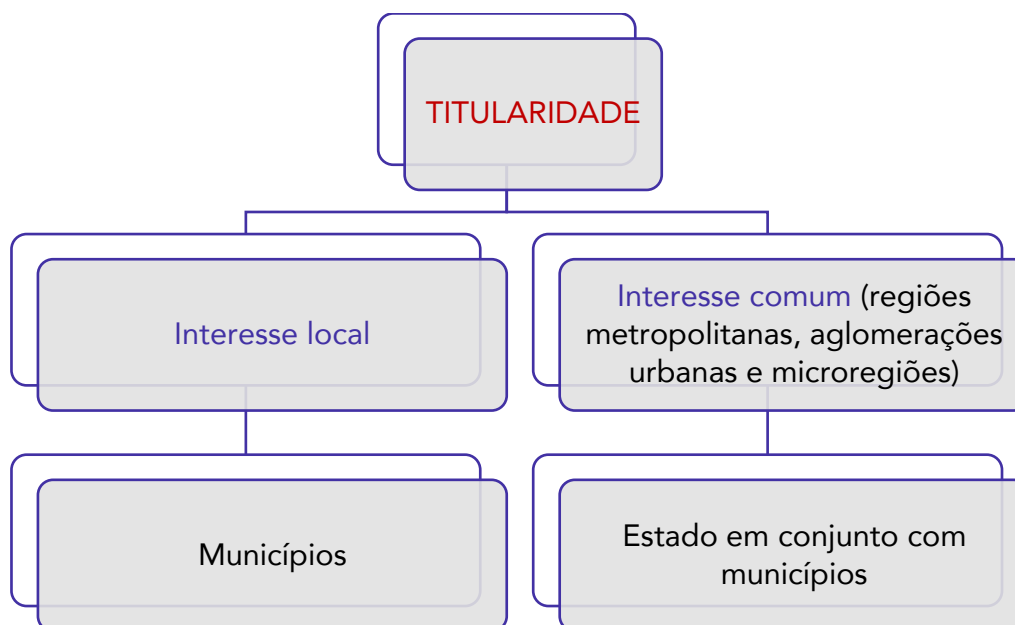 TITULARIDADE
Interesse local
Interesse comum (regiões
metropolitanas, aglomerações
urbanas e microregiões)
Municípios
Estado em conjunto com
municípios